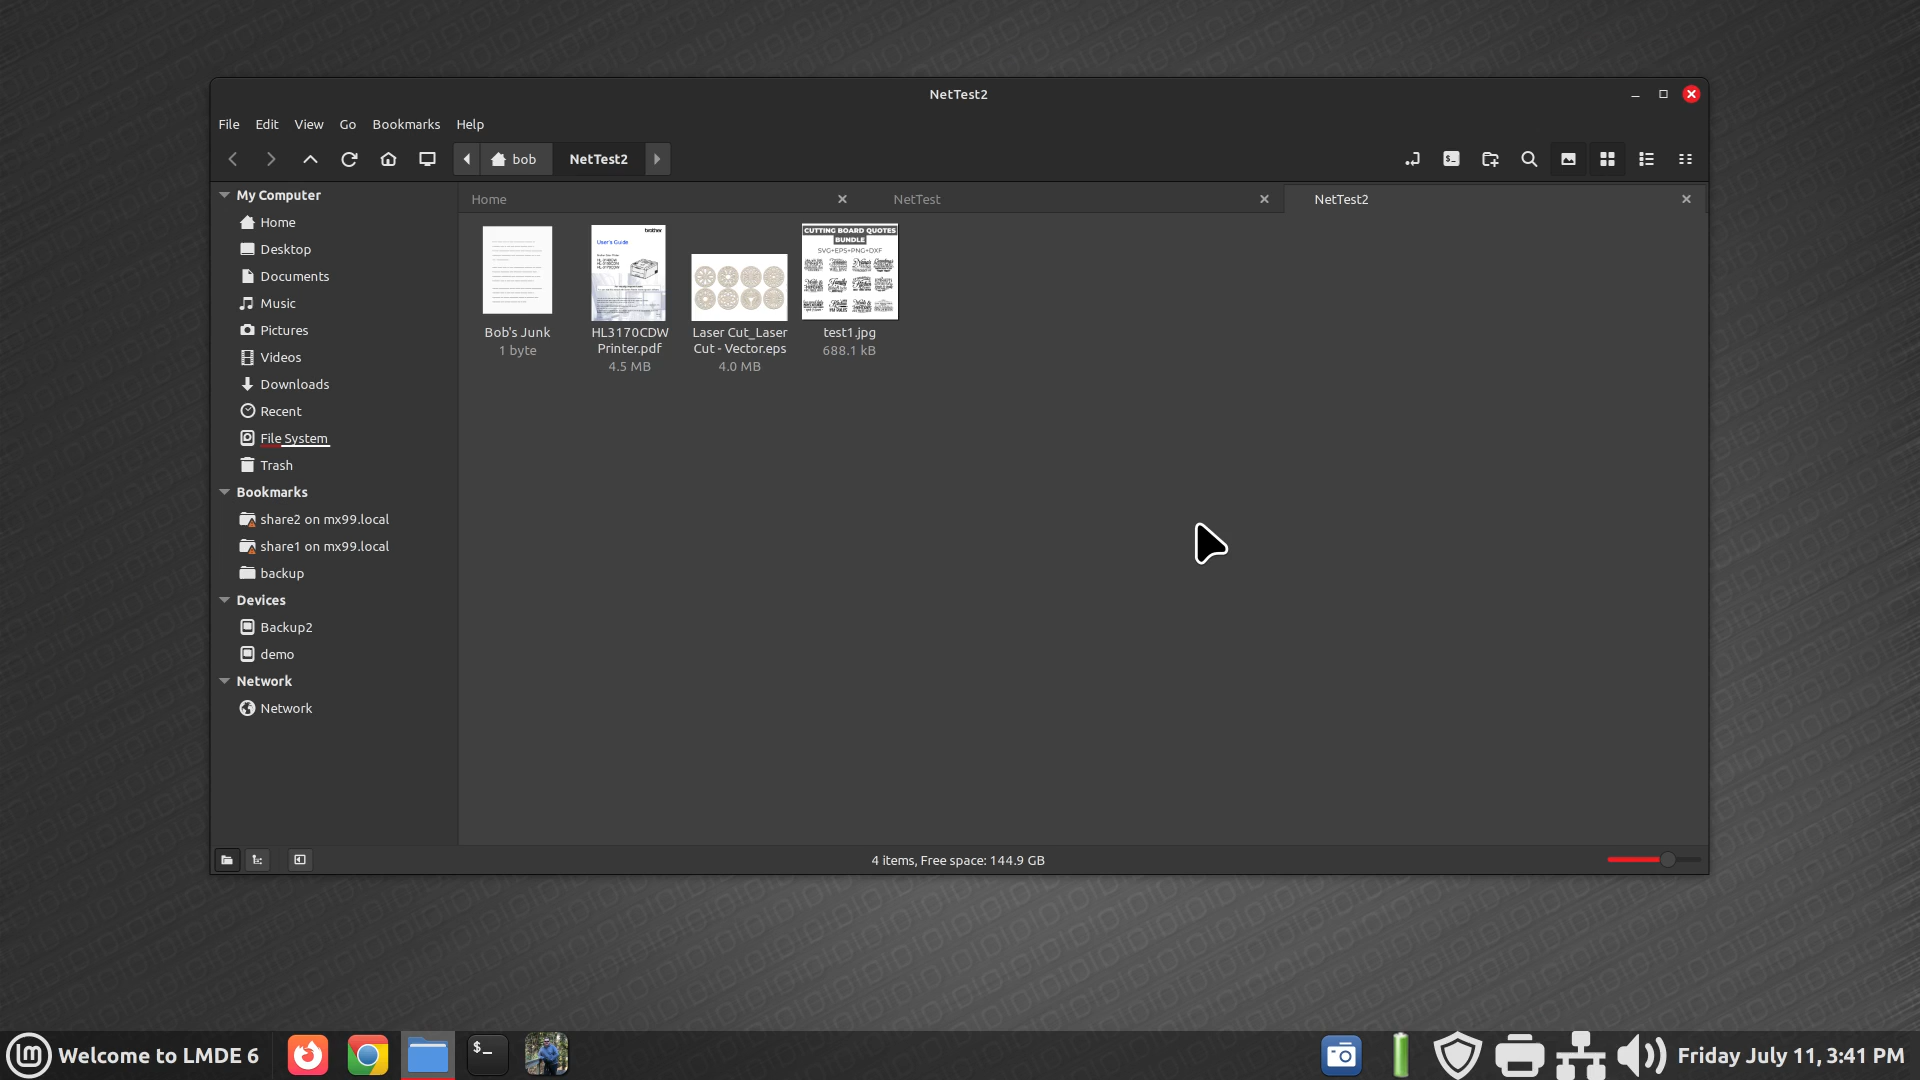 NetTest2
File Edit View Go Bookmarks Help
bob NetTest2
My Computer
Home
Desktop
Documents
Music
Pictures
Videos
Downloads
Recent
File System
Trash
Bookmarks
share2 on mx99.local
share1 on mx99.local
backup
Devices
Backup2
demo
Network
Network
Home NetTest NetTest2
brother
User's Guide
CUTTING BOARD QUOTES
BUNDLE
SVG+EPS+PNG+DXF
Bob's Junk
1 byte
HL3170CDW
Printer.pdf
4.5 MB
Laser Cut_Laser
Cut - Vector.eps
4.0 MB
test1.jpg
688.1 kB
4 items, Free space: 144.9 GB
Welcome to LMDE 6
$_
Friday July 11, 3:41 PM